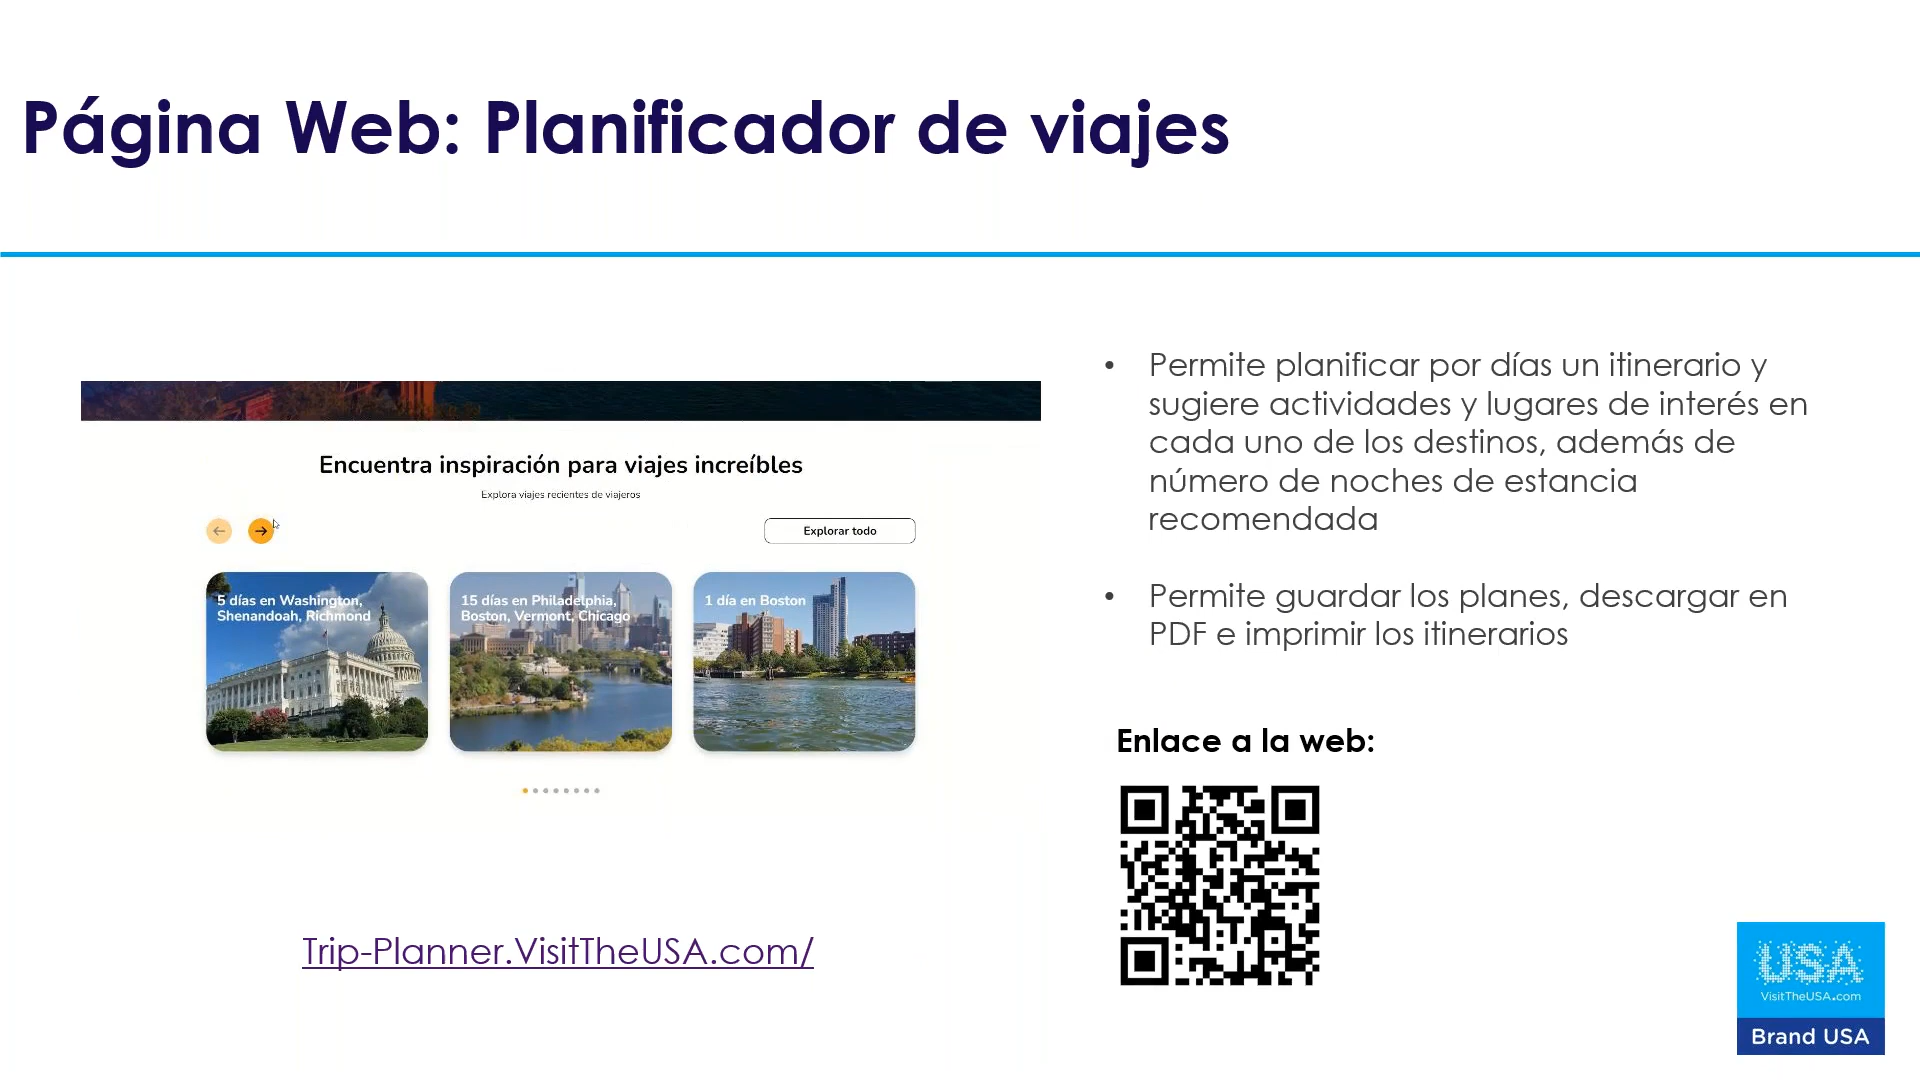 Página Web: Planificador de viajes
Encuentra inspiración para viajes increíbles
Explora viajes recientes de viajeros
Explorar todo
5 días en Washington,
Shenandoah, Richmond
15 días en Philadelphia,
Boston, Vermont, Chicago
1 día en Boston
Trip-Planner.VisitTheUSA.com/
• Permite planificar por días un itinerario y
sugiere actividades y lugares de interés en
cada uno de los destinos, además de
número de noches de estancia
recomendada
• Permite guardar los planes, descargar en
PDF e imprimir los itinerarios
Enlace a la web:
USA
VisitTheUSA.com
Brand USA